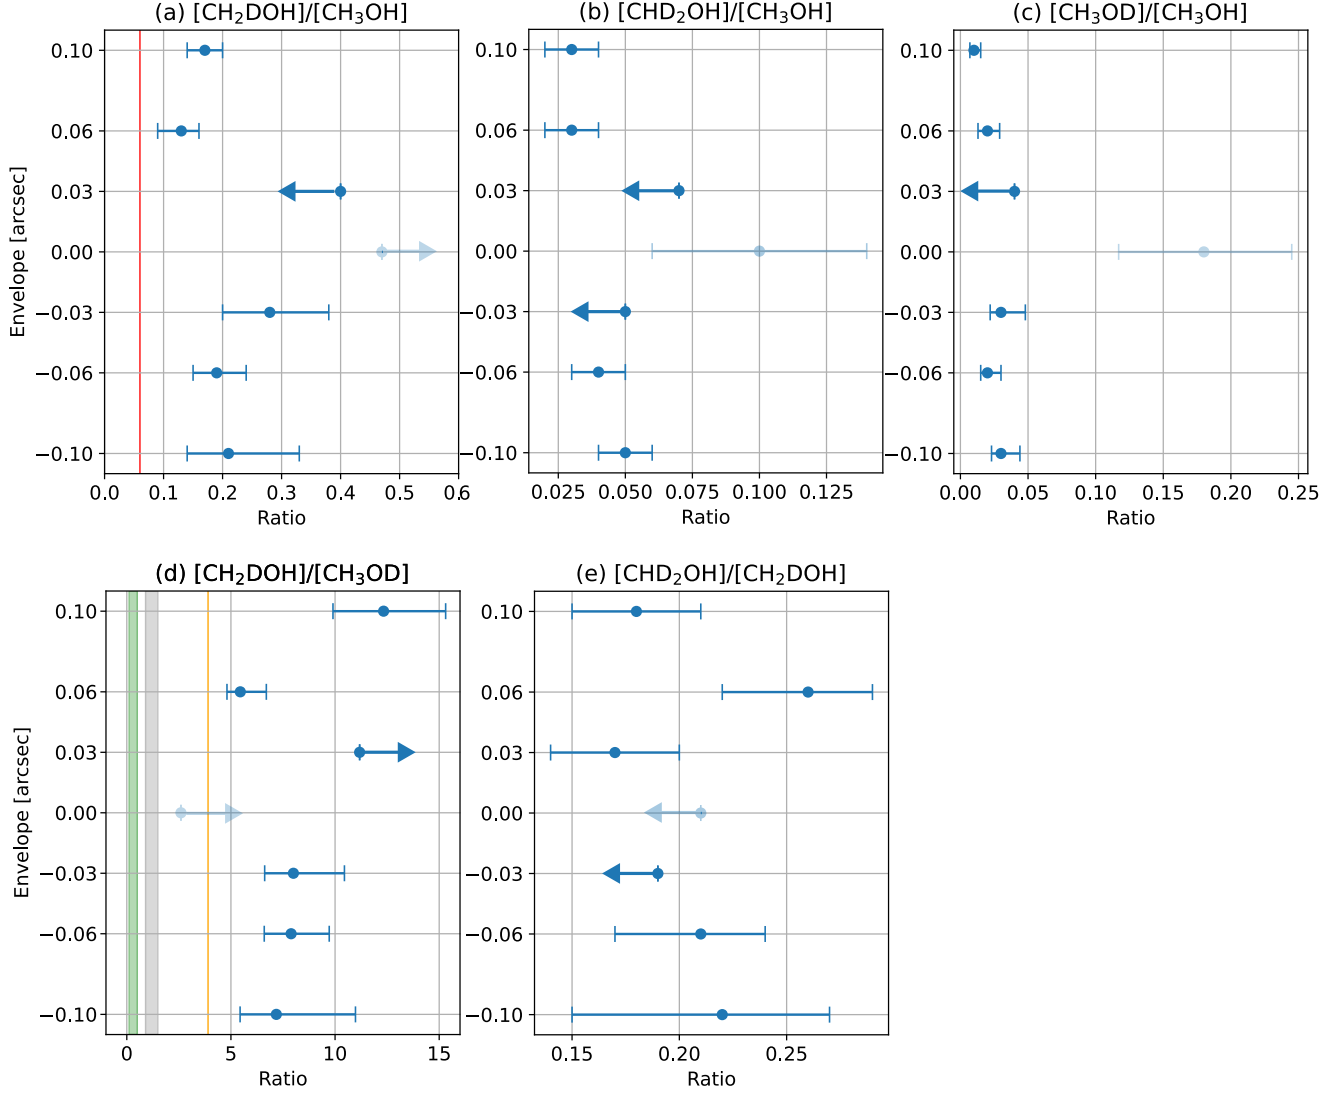 (a) [CH₂DOH]/[CH₃OH]
0.10
0.06
0.03
0.00
−0.03
−0.06
−0.10
Envelope [arcsec]
0.0 0.1 0.2 0.3 0.4 0.5 0.6
Ratio
(b) [CHD₂OH]/[CH₃OH]
0.10
0.06
0.03
0.00
−0.03
−0.06
−0.10
0.025 0.050 0.075 0.100 0.125
Ratio
(c) [CH₃OD]/[CH₃OH]
0.10
0.06
0.03
0.00
−0.03
−0.06
−0.10
0.00 0.05 0.10 0.15 0.20 0.25
Ratio
(d) [CH₂DOH]/[CH₃OD]
0.10
0.06
0.03
0.00
−0.03
−0.06
−0.10
Envelope [arcsec]
0 5 10 15
Ratio
(e) [CHD₂OH]/[CH₂DOH]
0.10
0.06
0.03
0.00
−0.03
−0.06
−0.10
0.15 0.20 0.25
Ratio